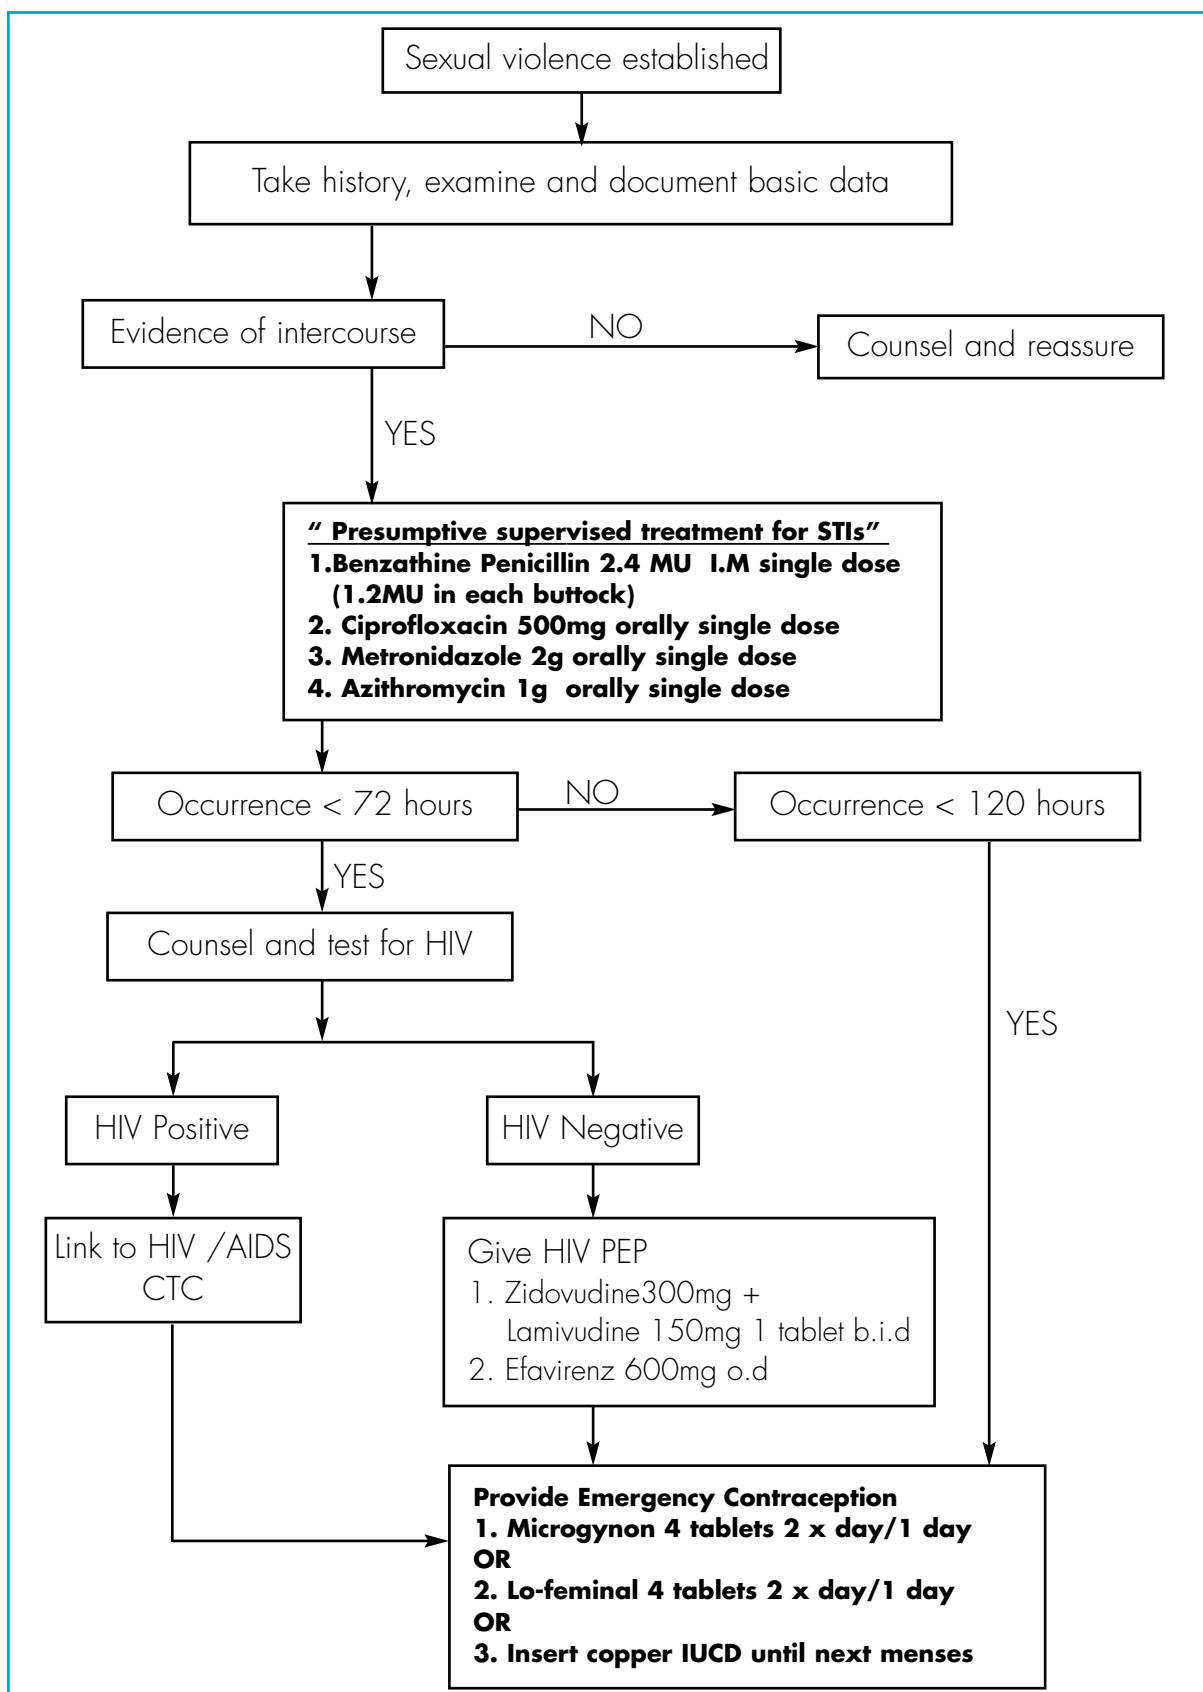 Sexual violence established
Take history, examine and document basic data
Evidence of intercourse
NO
Counsel and reassure
YES
“ Presumptive supervised treatment for STIs”
1.Benzathine Penicillin 2.4 MU I.M single dose
(1.2MU in each buttock)
2. Ciprofloxacin 500mg orally single dose
3. Metronidazole 2g orally single dose
4. Azithromycin 1g orally single dose
Occurrence < 72 hours
NO
Occurrence < 120 hours
YES
Counsel and test for HIV
YES
HIV Positive
HIV Negative
Link to HIV /AIDS
CTC
Give HIV PEP
1. Zidovudine300mg +
Lamivudine 150mg 1 tablet b.i.d
2. Efavirenz 600mg o.d
Provide Emergency Contraception
1. Microgynon 4 tablets 2 x day/1 day
OR
2. Lo-feminal 4 tablets 2 x day/1 day
OR
3. Insert copper IUCD until next menses